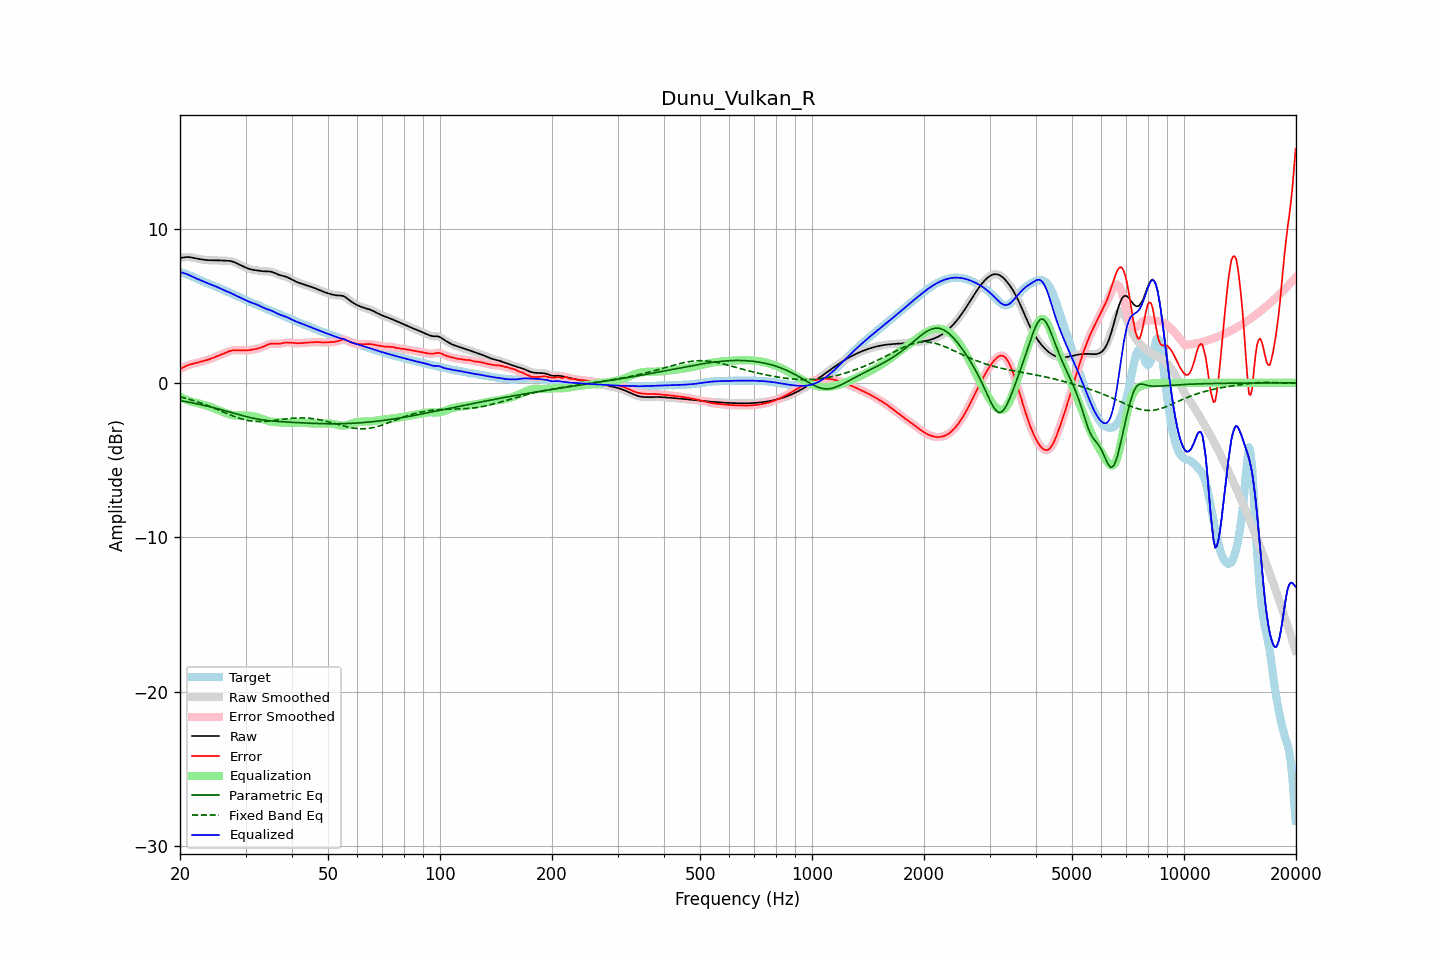 Dunu_Vulkan_R
Amplitude (dBr)
10
0
−10
−20
−30
Target
Raw Smoothed
Error Smoothed
Raw
Error
Equalization
Parametric Eq
Fixed Band Eq
Equalized
20 50 100 200 500 1000 2000 5000 10000 20000
Frequency (Hz)